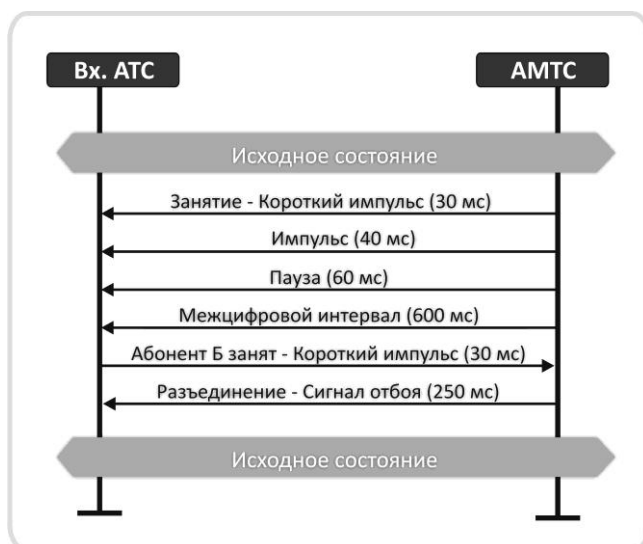 Вх. АТС
АМТС
Исходное состояние
Занятие - Короткий импульс (30 мс)
Импульс (40 мс)
Пауза (60 мс)
Межцифровой интервал (600 мс)
Абонент Б занят - Короткий импульс (30 мс)
Разъединение - Сигнал отбоя (250 мс)
Исходное состояние